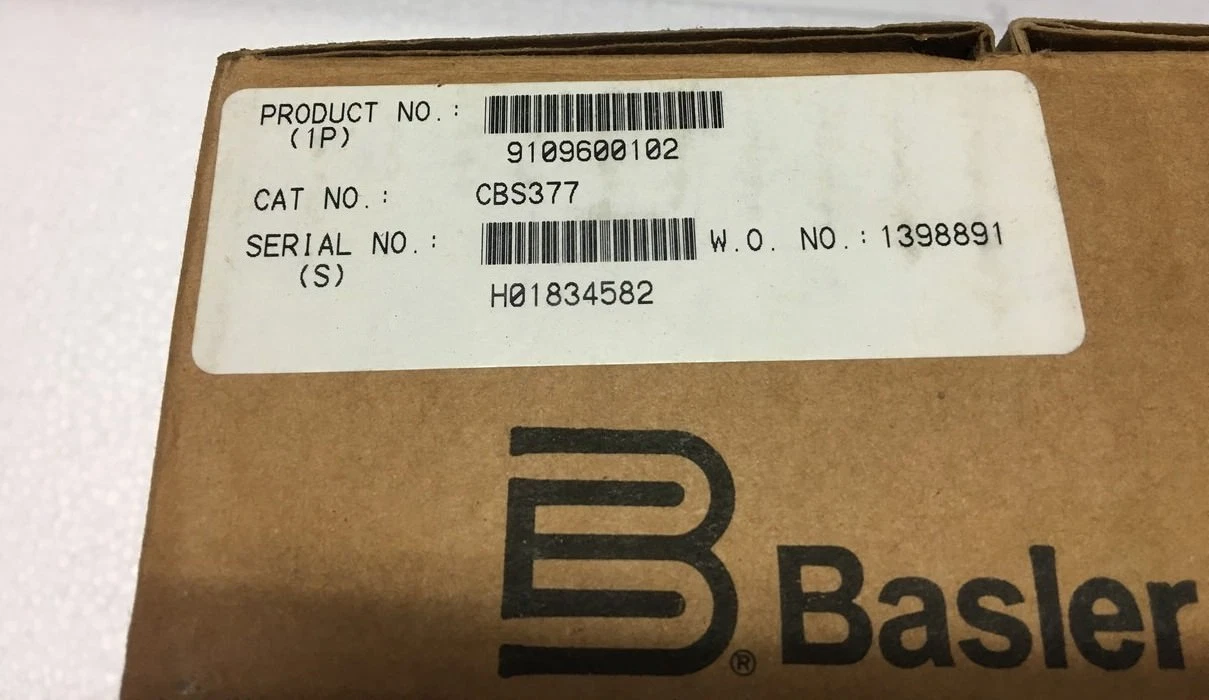 PRODUCT NO.:
(1P)
9109600102
CAT NO.: CBS377
SERIAL NO.: W.O. NO.: 1398891
(S)
H01834582
® Basler